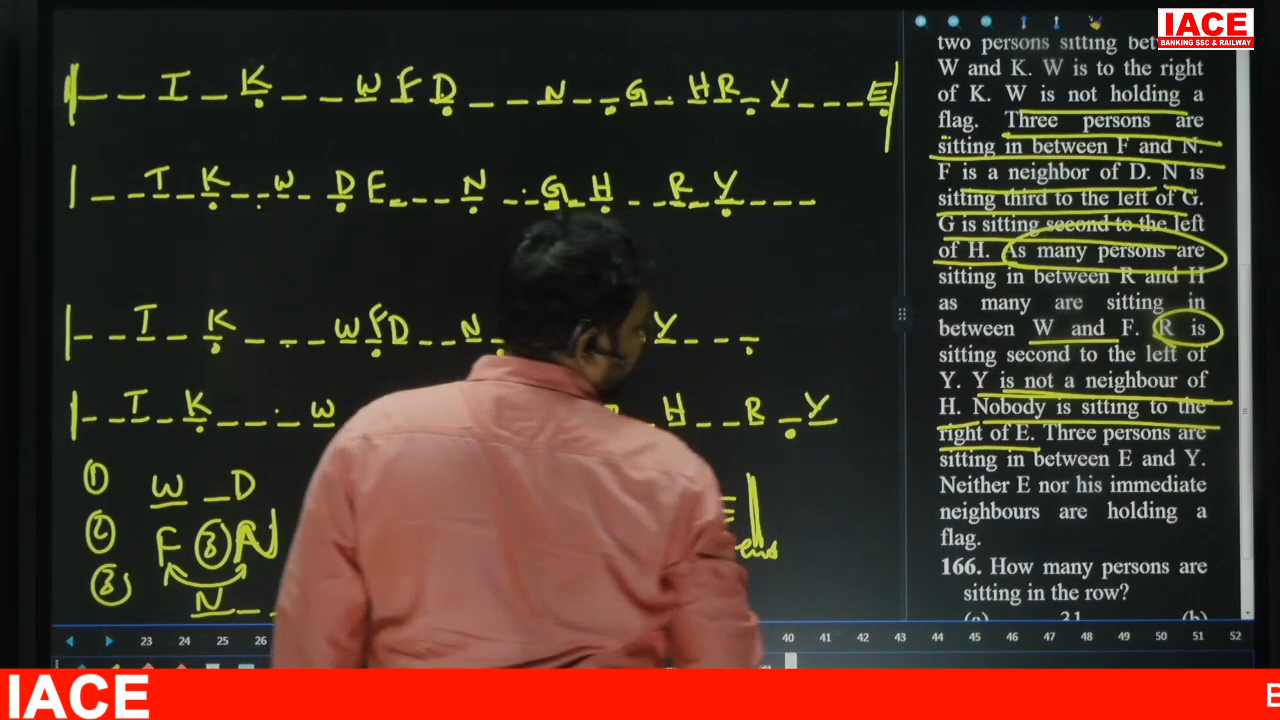 IACE
BANKING SSC & RAILWAY
two persons sitting bet
W and K. W is to the right
of K. W is not holding a
flag. Three persons are
sitting in between F and N.
F is a neighbor of D. N is
sitting third to the left of G.
G is sitting second to the left
of H. As many persons are
sitting in between R and H
as many are sitting in
between W and F. R is
sitting second to the left of
Y. Y is not a neighbour of
H. Nobody is sitting to the
right of E. Three persons are
sitting in between E and Y.
Neither E nor his immediate
neighbours are holding a
flag.
166. How many persons are
sitting in the row?
T K W F D N G H R Y E
T K W D F N G H R Y
T K W F D N Y
T K W H R Y
① W _ D
② F ③ N
③ N _ _
23 24 25 26 40 41 42 43 44 45 46 47 48 49 50 51 52
IACE